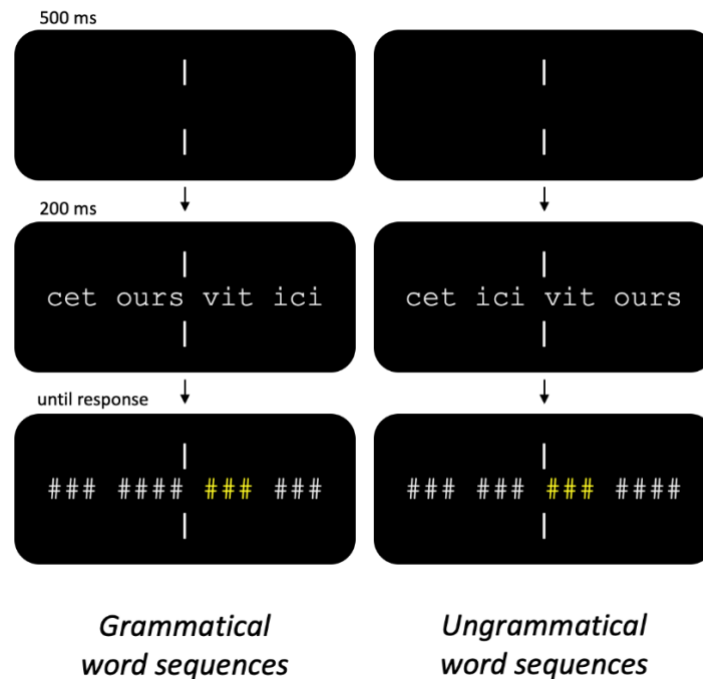 500 ms
200 ms
cet ours vit ici
cet ici vit ours
until response
### #### ### ###
### ### ### ####
Grammatical
word sequences
Ungrammatical
word sequences